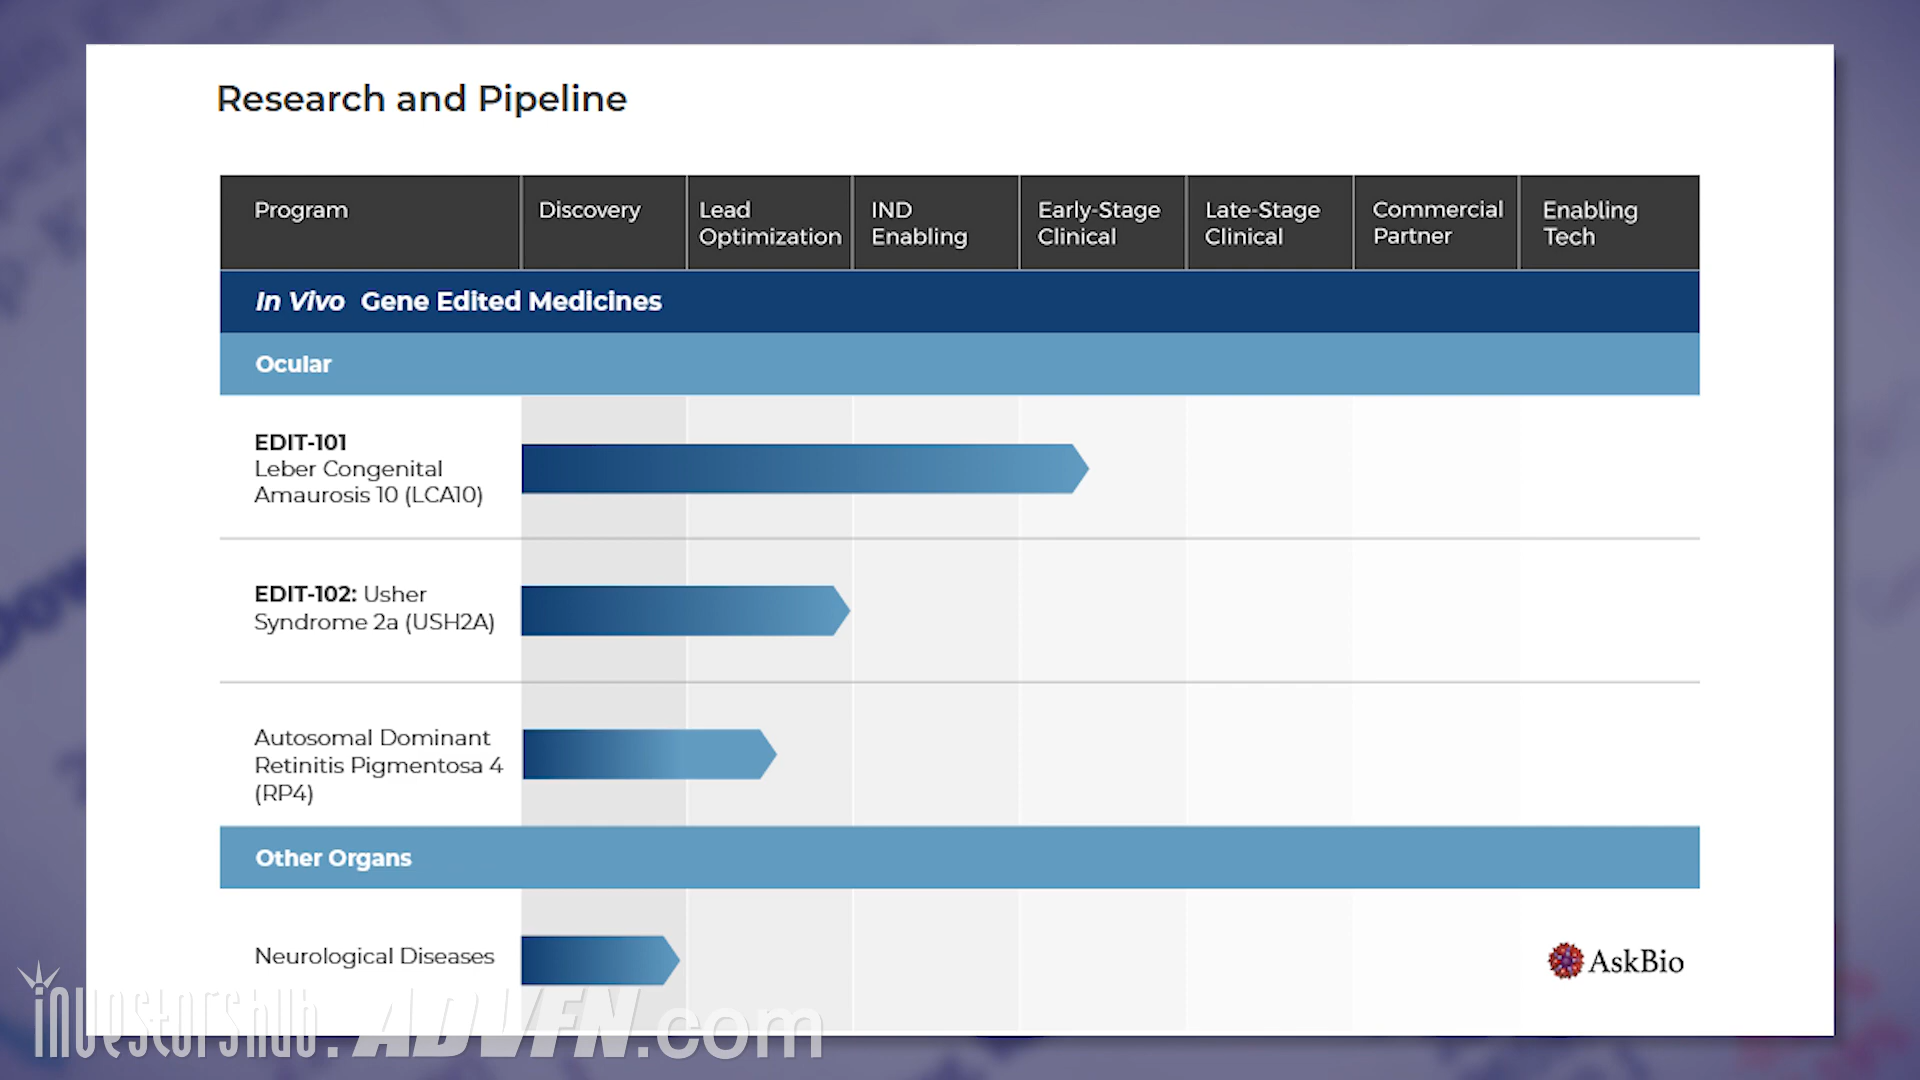 Research and Pipeline
Program
Discovery
Lead
Optimization
IND
Enabling
Early-Stage
Clinical
Late-Stage
Clinical
Commercial
Partner
Enabling
Tech
In Vivo Gene Edited Medicines
Ocular
EDIT-101
Leber Congenital
Amaurosis 10 (LCA10)
EDIT-102: Usher
Syndrome 2a (USH2A)
Autosomal Dominant
Retinitis Pigmentosa 4
(RP4)
Other Organs
Neurological Diseases
AskBio
investorshub.ADVFN.com